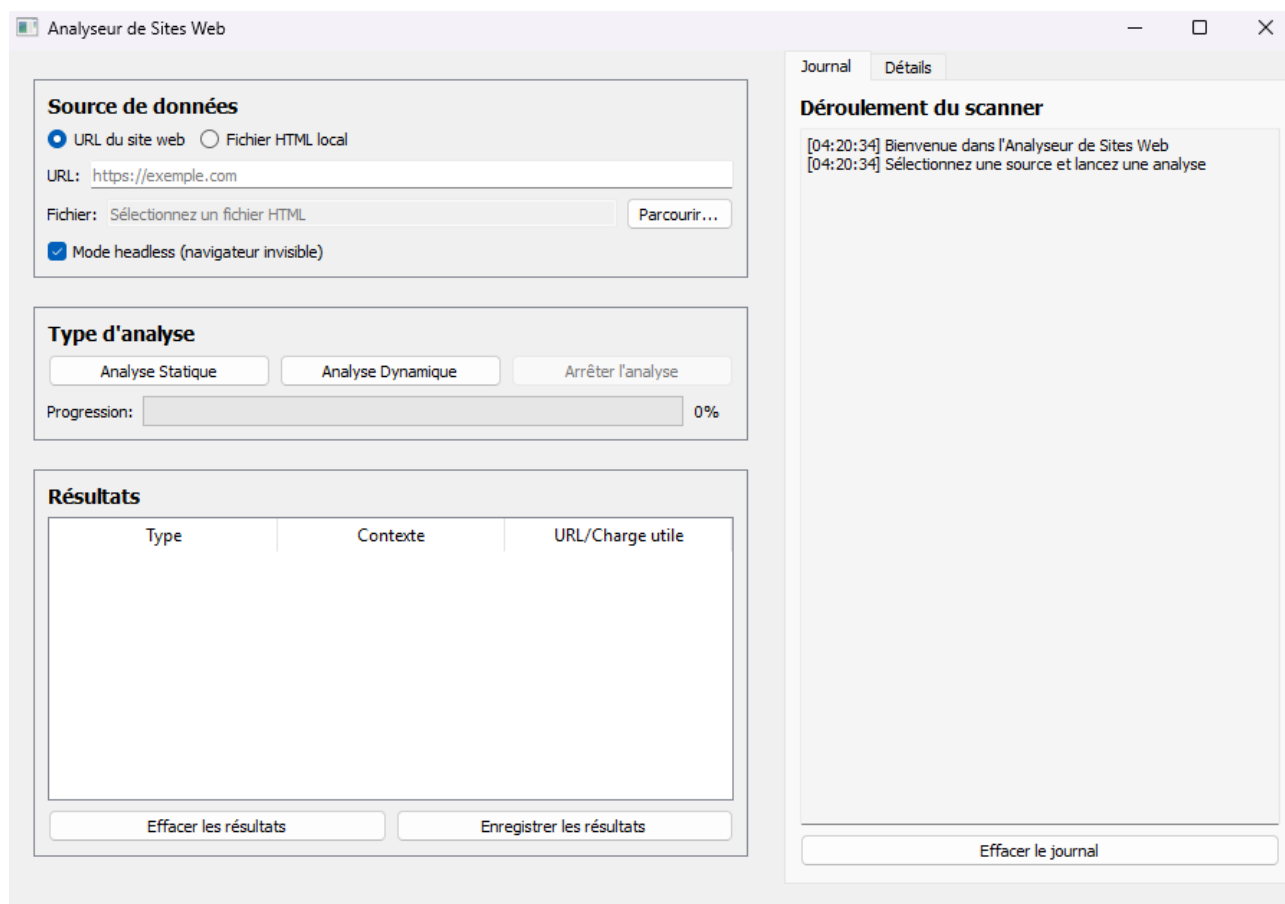 Analyseur de Sites Web
Source de données
URL du site web Fichier HTML local
URL: https://exemple.com
Fichier: Sélectionnez un fichier HTML Parcourir...
Mode headless (navigateur invisible)
Type d'analyse
Analyse Statique Analyse Dynamique Arrêter l'analyse
Progression: 0%
Résultats
Type Contexte URL/Charge utile
Effacer les résultats Enregistrer les résultats
Journal Détails
Déroulement du scanner
[04:20:34] Bienvenue dans l'Analyseur de Sites Web
[04:20:34] Sélectionnez une source et lancez une analyse
Effacer le journal